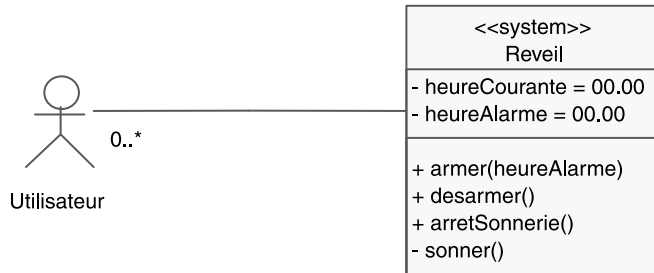 <<system>>
Reveil
- heureCourante = 00.00
- heureAlarme = 00.00
0..*
Utilisateur
+ armer(heureAlarme)
+ desarmer()
+ arretSonnerie()
- sonner()